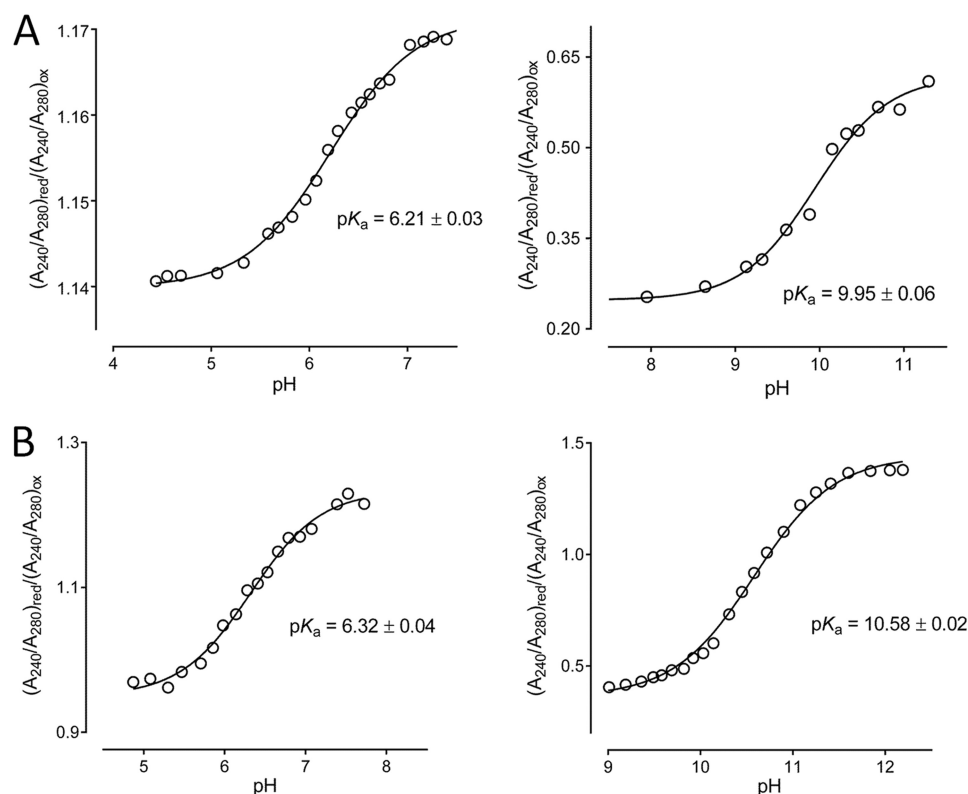 A
(A240/A280)red/(A240/A280)ox
1.17
1.16
1.15
1.14
pKa = 6.21 ± 0.03
4 5 6 7
pH
(A240/A280)red/(A240/A280)ox
0.65
0.50
0.35
0.20
pKa = 9.95 ± 0.06
8 9 10 11
pH
B
(A240/A280)red/(A240/A280)ox
1.3
1.1
0.9
pKa = 6.32 ± 0.04
5 6 7 8
pH
(A240/A280)red/(A240/A280)ox
1.5
1.0
0.5
pKa = 10.58 ± 0.02
9 10 11 12
pH